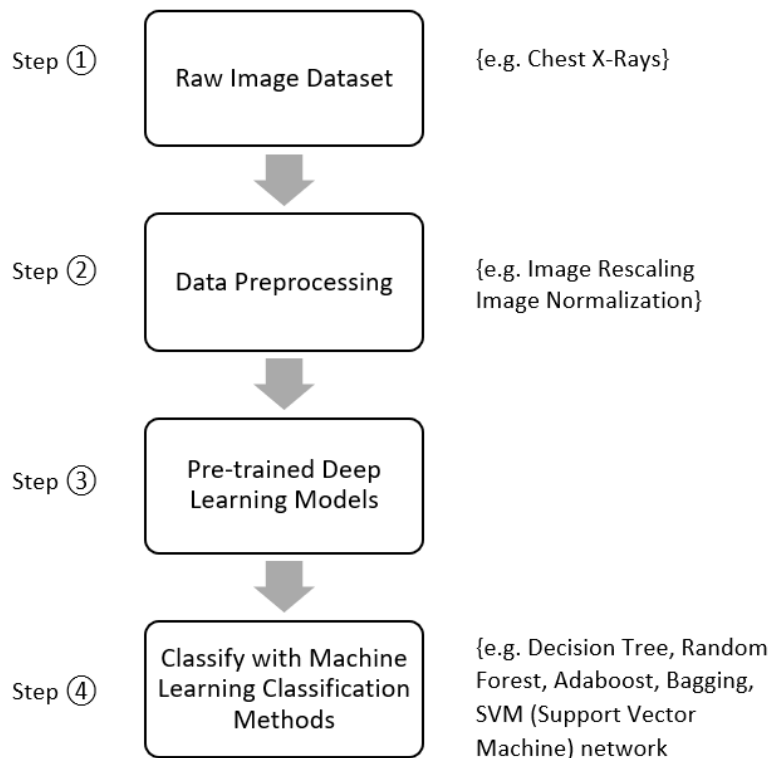 Step ①
Raw Image Dataset
{e.g. Chest X-Rays}
Step ②
Data Preprocessing
{e.g. Image Rescaling
Image Normalization}
Step ③
Pre-trained Deep
Learning Models
Step ④
Classify with Machine
Learning Classification
Methods
{e.g. Decision Tree, Random
Forest, Adaboost, Bagging,
SVM (Support Vector
Machine) network